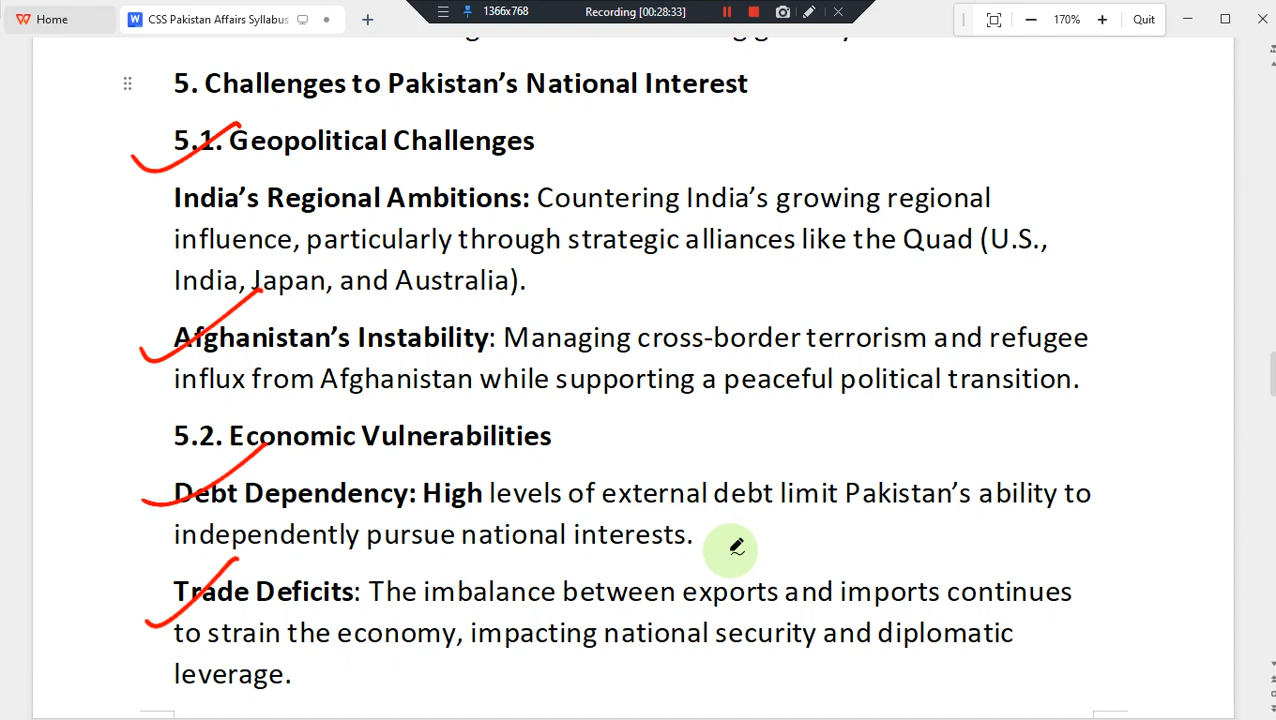 Home
CSS Pakistan Affairs Syllabus
1366x768
Recording [00:28:33]
170%
Quit
5. Challenges to Pakistan’s National Interest
5.1. Geopolitical Challenges
India’s Regional Ambitions: Countering India’s growing regional
influence, particularly through strategic alliances like the Quad (U.S.,
India, Japan, and Australia).
Afghanistan’s Instability: Managing cross-border terrorism and refugee
influx from Afghanistan while supporting a peaceful political transition.
5.2. Economic Vulnerabilities
Debt Dependency: High levels of external debt limit Pakistan’s ability to
independently pursue national interests.
Trade Deficits: The imbalance between exports and imports continues
to strain the economy, impacting national security and diplomatic
leverage.